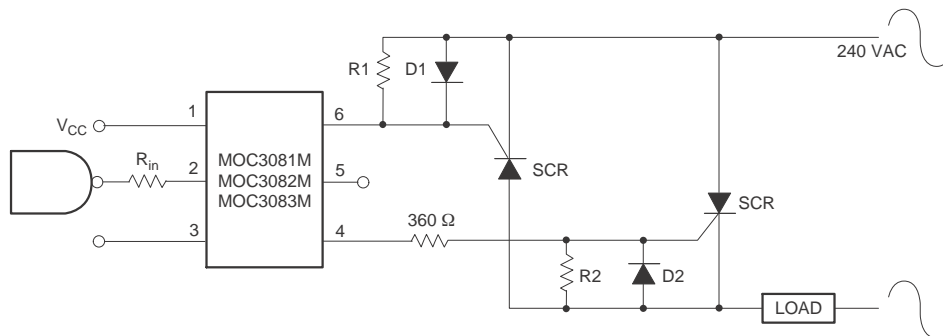 240 VAC
R1
D1
1
6
V_CC
R_in
2
MOC3081M
MOC3082M
MOC3083M
5
SCR
SCR
3
4
360 Ω
R2
D2
LOAD